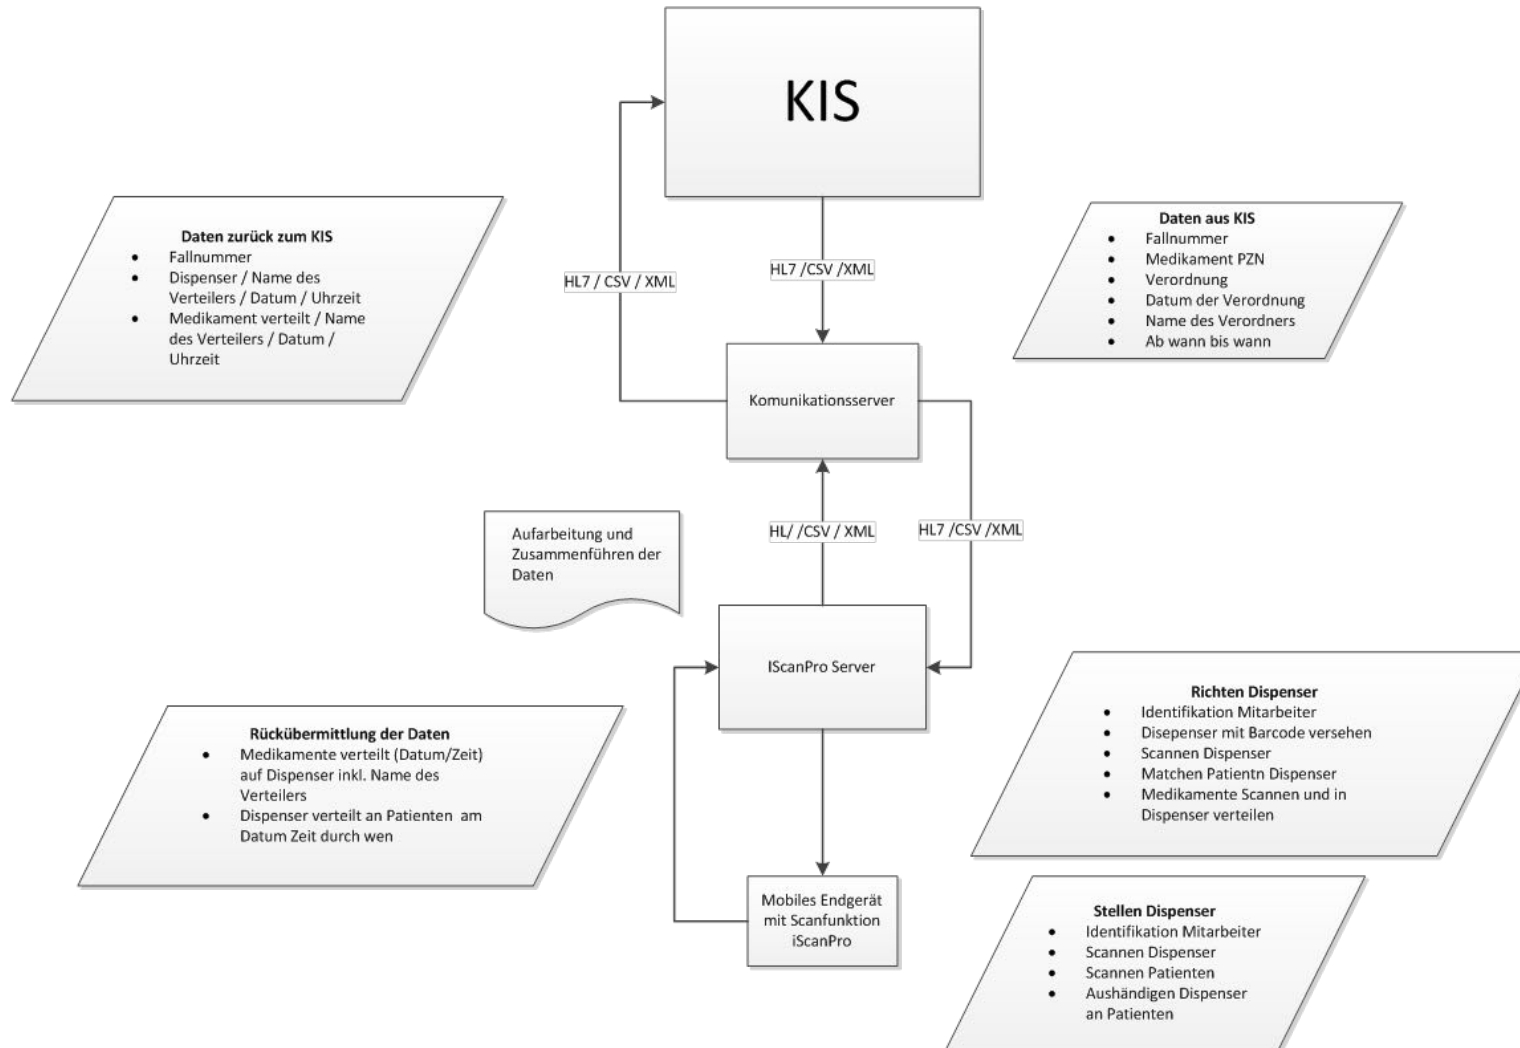 KIS
Daten zurück zum KIS
Fallnummer
Dispenser / Name des
Verteilers / Datum / Uhrzeit
Medikament verteilt / Name
des Verteilers / Datum /
Uhrzeit
HL7 / CSV / XML
HL7 /CSV /XML
Daten aus KIS
Fallnummer
Medikament PZN
Verordnung
Datum der Verordnung
Name des Verordners
Ab wann bis wann
Komunikationsserver
Aufarbeitung und
Zusammenführen der
Daten
HL/ /CSV / XML
HL7 /CSV /XML
IScanPro Server
Rückübermittlung der Daten
Medikamente verteilt (Datum/Zeit)
auf Dispenser inkl. Name des
Verteilers
Dispenser verteilt an Patienten am
Datum Zeit durch wen
Richten Dispenser
Identifikation Mitarbeiter
Disepenser mit Barcode versehen
Scannen Dispenser
Matchen Patientn Dispenser
Medikamente Scannen und in
Dispenser verteilen
Mobiles Endgerät
mit Scanfunktion
iScanPro
Stellen Dispenser
Identifikation Mitarbeiter
Scannen Dispenser
Scannen Patienten
Aushändigen Dispenser
an Patienten